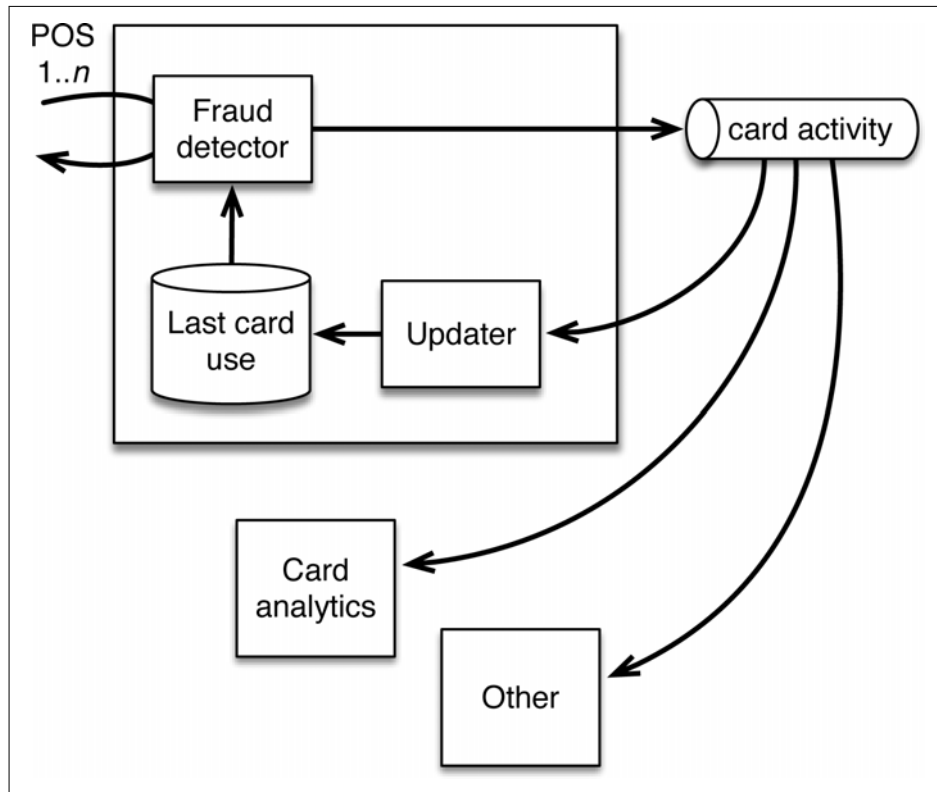 POS
1..n
Fraud
detector
card activity
Last card
use
Updater
Card
analytics
Other